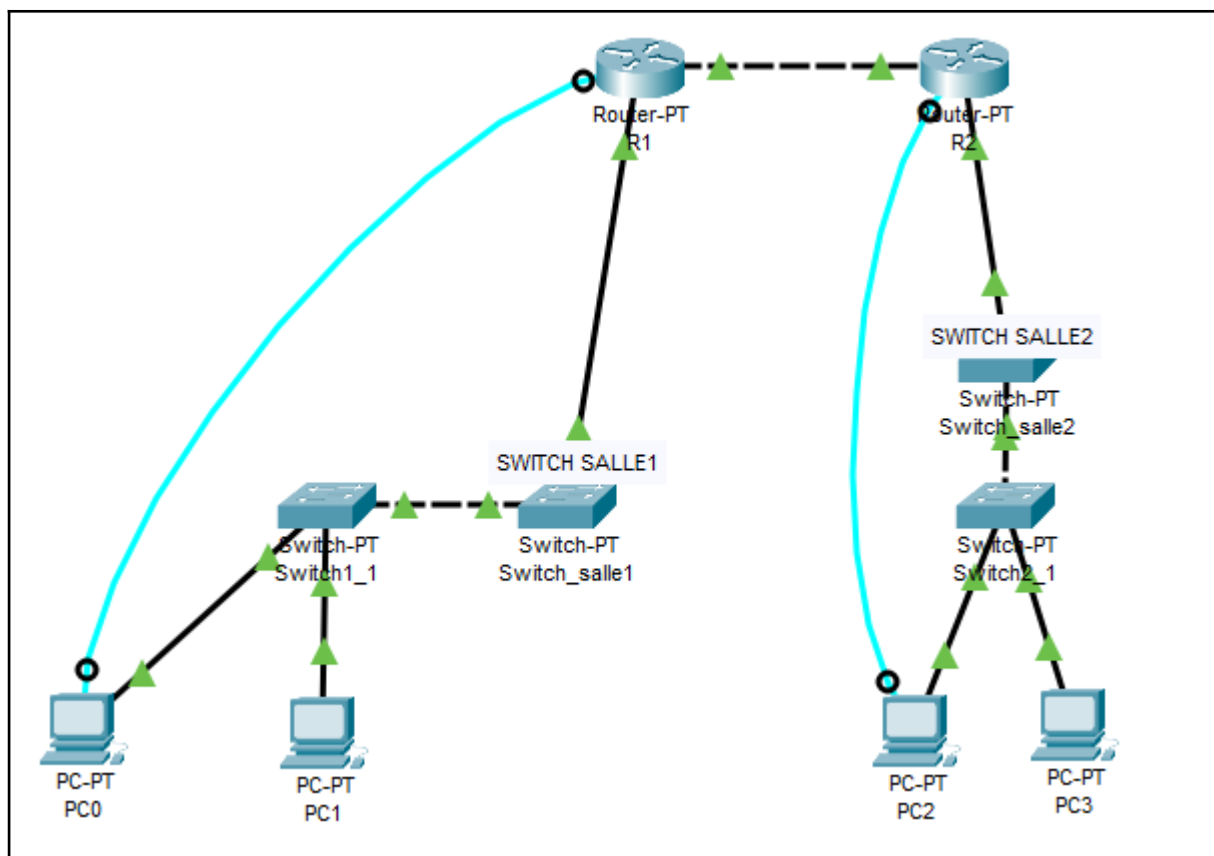 Router-PT
R1
Router-PT
R2
SWITCH SALLE2
Switch-PT
Switch_salle2
SWITCH SALLE1
Switch-PT
Switch1_1
Switch-PT
Switch_salle1
Switch-PT
Switch2_1
PC-PT
PC0
PC-PT
PC1
PC-PT
PC2
PC-PT
PC3